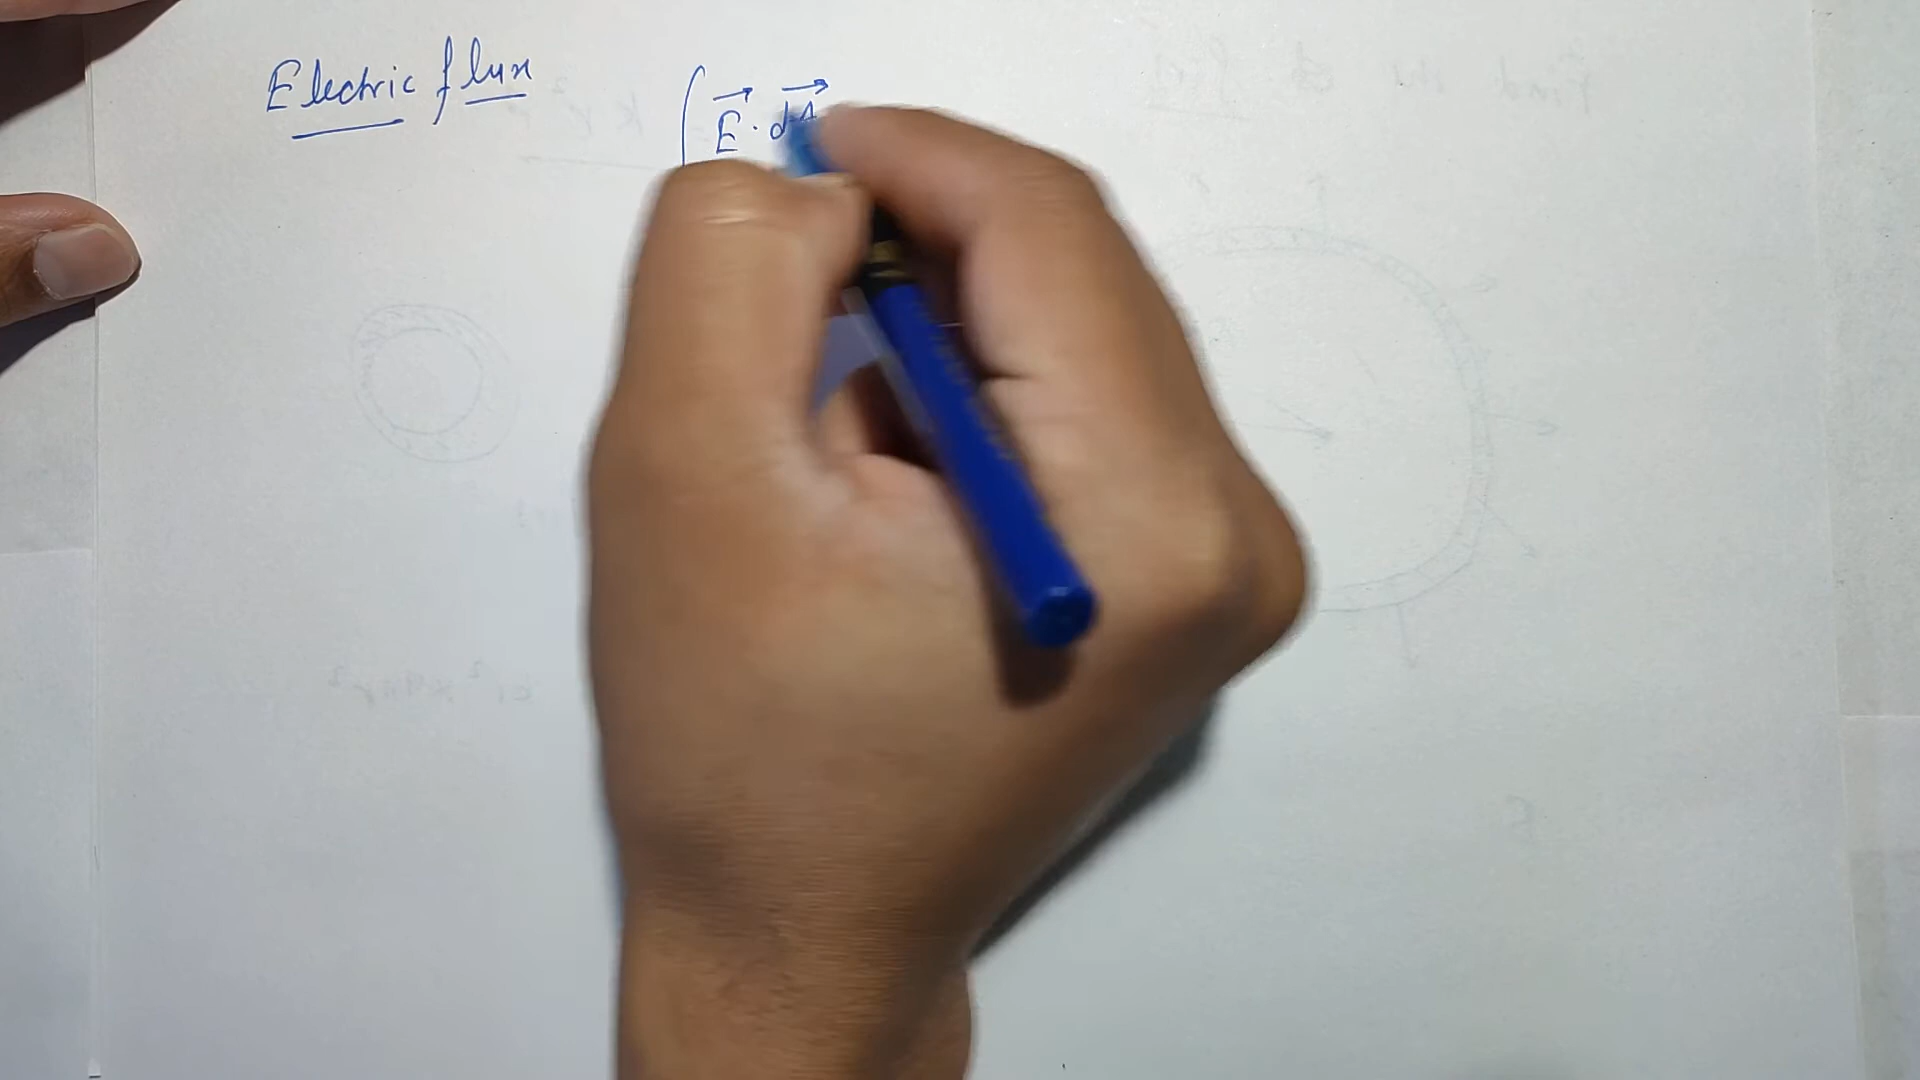 Electric flux ∫ E⃗ · dA⃗